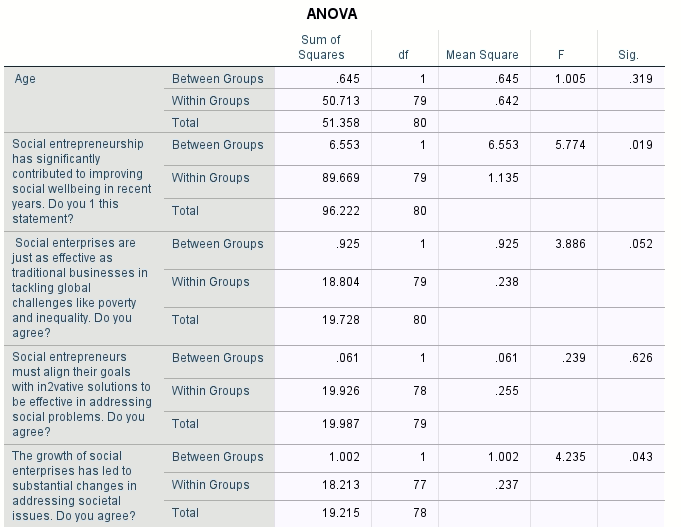 ANOVA
Sum of Squares df Mean Square F Sig.
Age Between Groups .645 1 .645 1.005 .319
Within Groups 50.713 79 .642
Total 51.358 80
Social entrepreneurship has significantly contributed to improving social wellbeing in recent years. Do you 1 this statement? Between Groups 6.553 1 6.553 5.774 .019
Within Groups 89.669 79 1.135
Total 96.222 80
Social enterprises are just as effective as traditional businesses in tackling global challenges like poverty and inequality. Do you agree? Between Groups .925 1 .925 3.886 .052
Within Groups 18.804 79 .238
Total 19.728 80
Social entrepreneurs must align their goals with in2vative solutions to be effective in addressing social problems. Do you agree? Between Groups .061 1 .061 .239 .626
Within Groups 19.926 78 .255
Total 19.987 79
The growth of social enterprises has led to substantial changes in addressing societal issues. Do you agree? Between Groups 1.002 1 1.002 4.235 .043
Within Groups 18.213 77 .237
Total 19.215 78